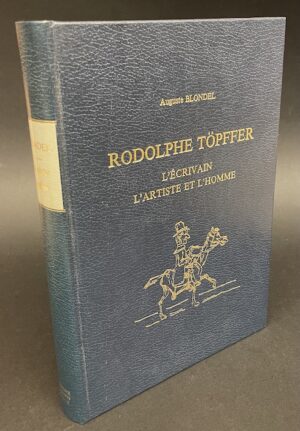 Auguste BLONDEL
RODOLPHE TÖPFFER
L'ÉCRIVAIN
L'ARTISTE ET L'HOMME